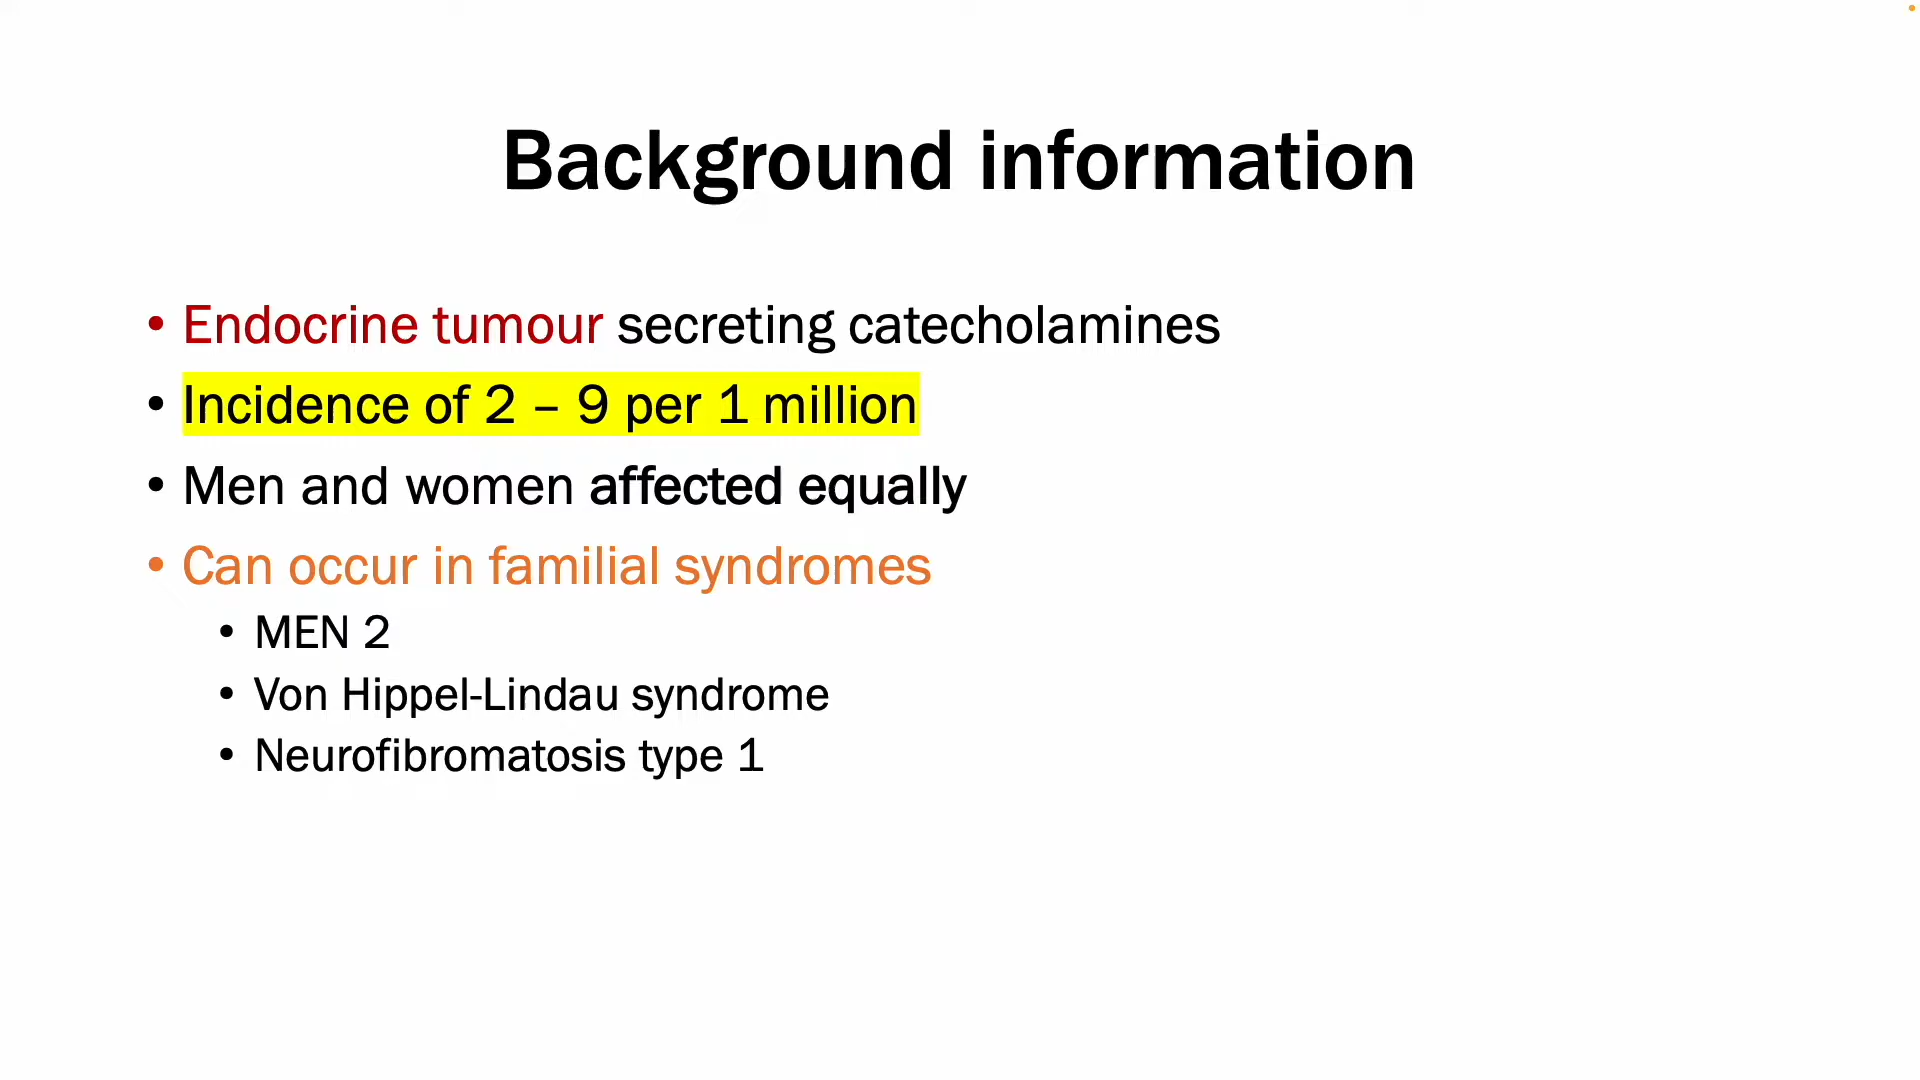 Background information
• Endocrine tumour secreting catecholamines
• Incidence of 2 – 9 per 1 million
• Men and women affected equally
• Can occur in familial syndromes
• MEN 2
• Von Hippel-Lindau syndrome
• Neurofibromatosis type 1